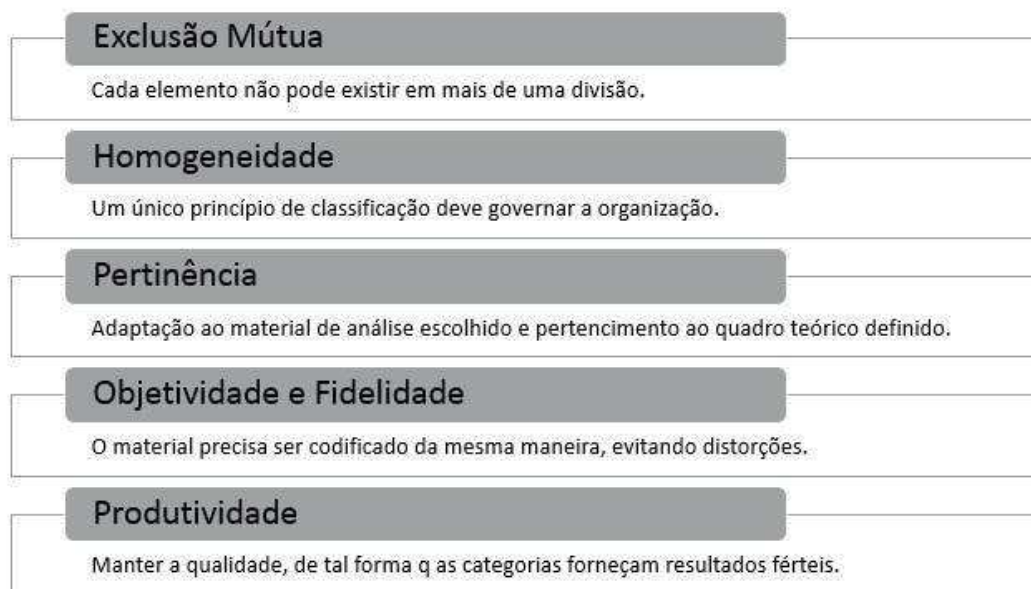 Exclusão Mútua
Cada elemento não pode existir em mais de uma divisão.
Homogeneidade
Um único princípio de classificação deve governar a organização.
Pertinência
Adaptação ao material de análise escolhido e pertencimento ao quadro teórico definido.
Objetividade e Fidelidade
O material precisa ser codificado da mesma maneira, evitando distorções.
Produtividade
Manter a qualidade, de tal forma q as categorias forneçam resultados férteis.